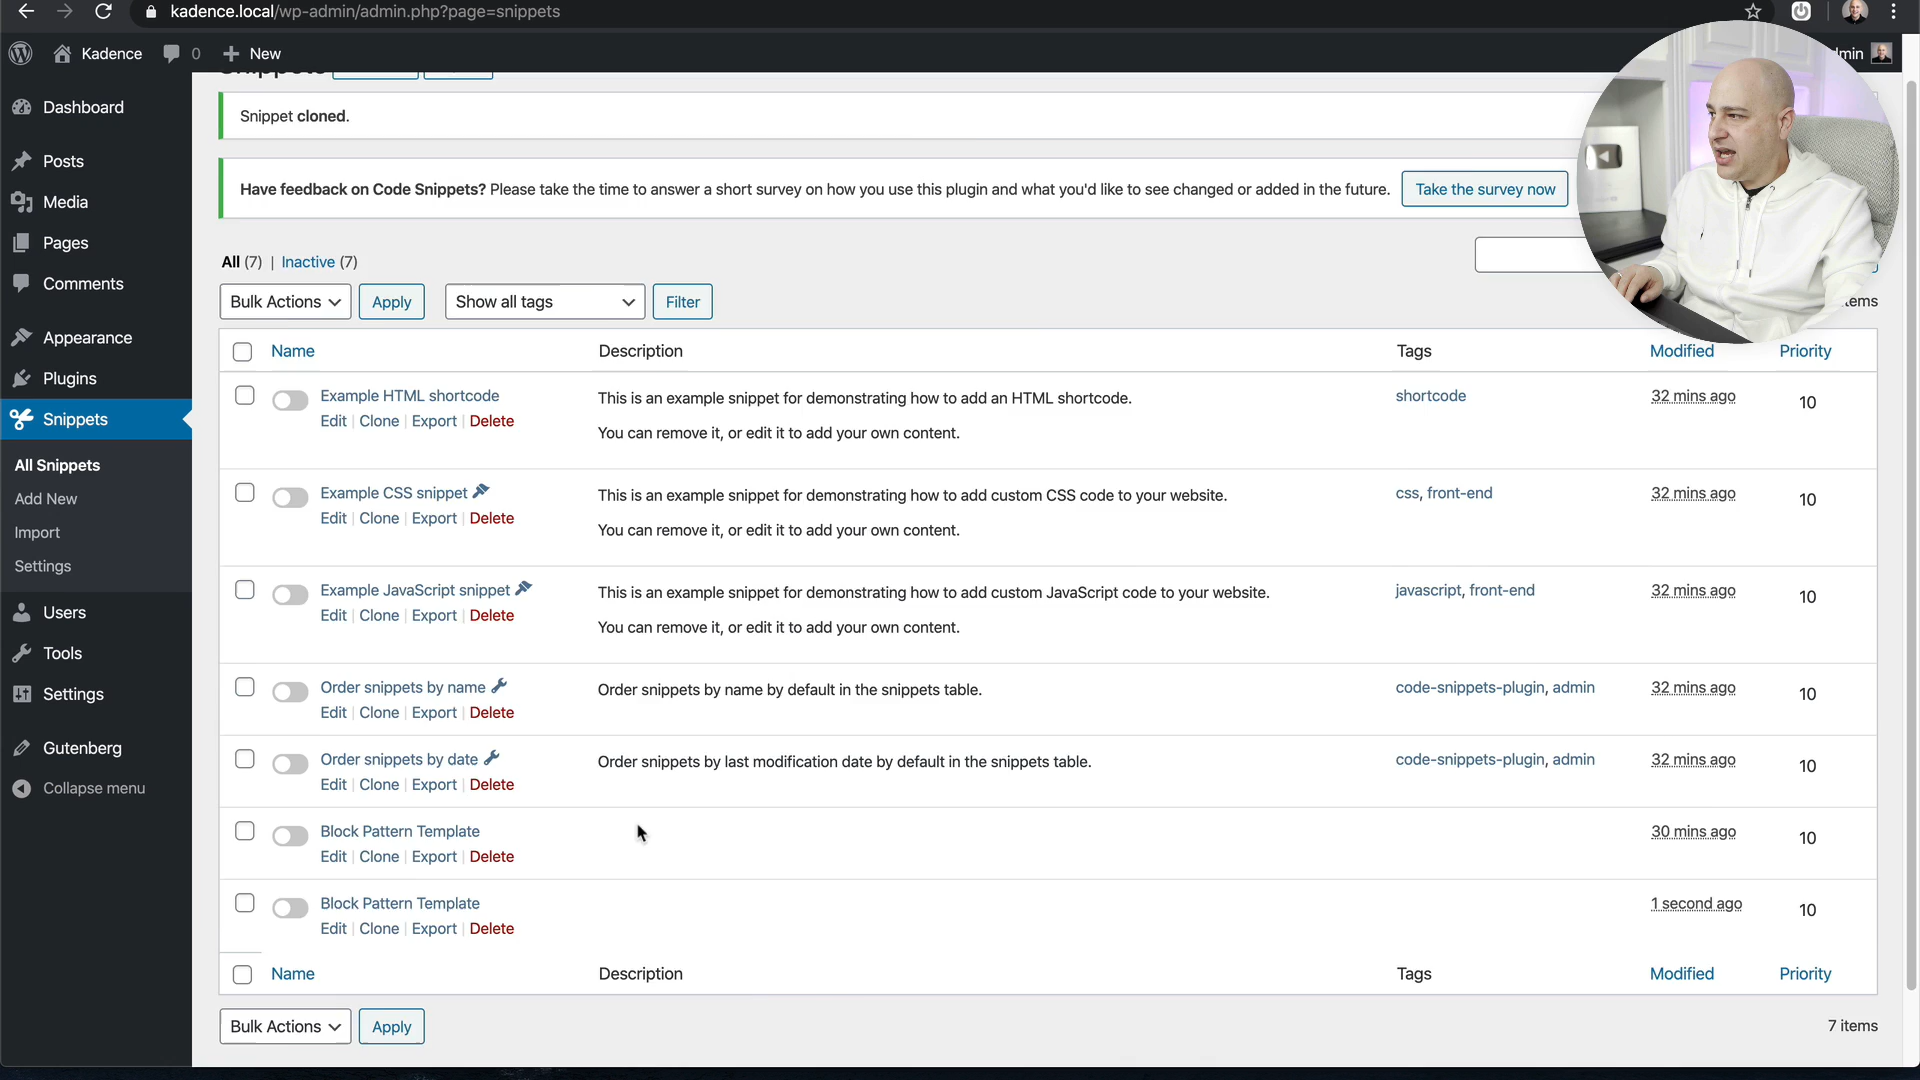 kadence.local/wp-admin/admin.php?page=snippets
Kadence 0 New
Snippets
Dashboard
Posts
Media
Pages
Comments
Appearance
Plugins
Snippets
All Snippets
Add New
Import
Settings
Users
Tools
Settings
Gutenberg
Collapse menu
Snippet cloned.
Have feedback on Code Snippets? Please take the time to answer a short survey on how you use this plugin and what you'd like to see changed or added in the future. Take the survey now
All (7) | Inactive (7)
Bulk Actions Apply Show all tags Filter
Name Description Tags Modified Priority
Example HTML shortcode This is an example snippet for demonstrating how to add an HTML shortcode. shortcode 32 mins ago 10
Edit | Clone | Export | Delete You can remove it, or edit it to add your own content.
Example CSS snippet This is an example snippet for demonstrating how to add custom CSS code to your website. css, front-end 32 mins ago 10
Edit | Clone | Export | Delete You can remove it, or edit it to add your own content.
Example JavaScript snippet This is an example snippet for demonstrating how to add custom JavaScript code to your website. javascript, front-end 32 mins ago 10
Edit | Clone | Export | Delete You can remove it, or edit it to add your own content.
Order snippets by name Order snippets by name by default in the snippets table. code-snippets-plugin, admin 32 mins ago 10
Edit | Clone | Export | Delete
Order snippets by date Order snippets by last modification date by default in the snippets table. code-snippets-plugin, admin 32 mins ago 10
Edit | Clone | Export | Delete
Block Pattern Template 30 mins ago 10
Edit | Clone | Export | Delete
Block Pattern Template 1 second ago 10
Edit | Clone | Export | Delete
Name Description Tags Modified Priority
Bulk Actions Apply 7 items